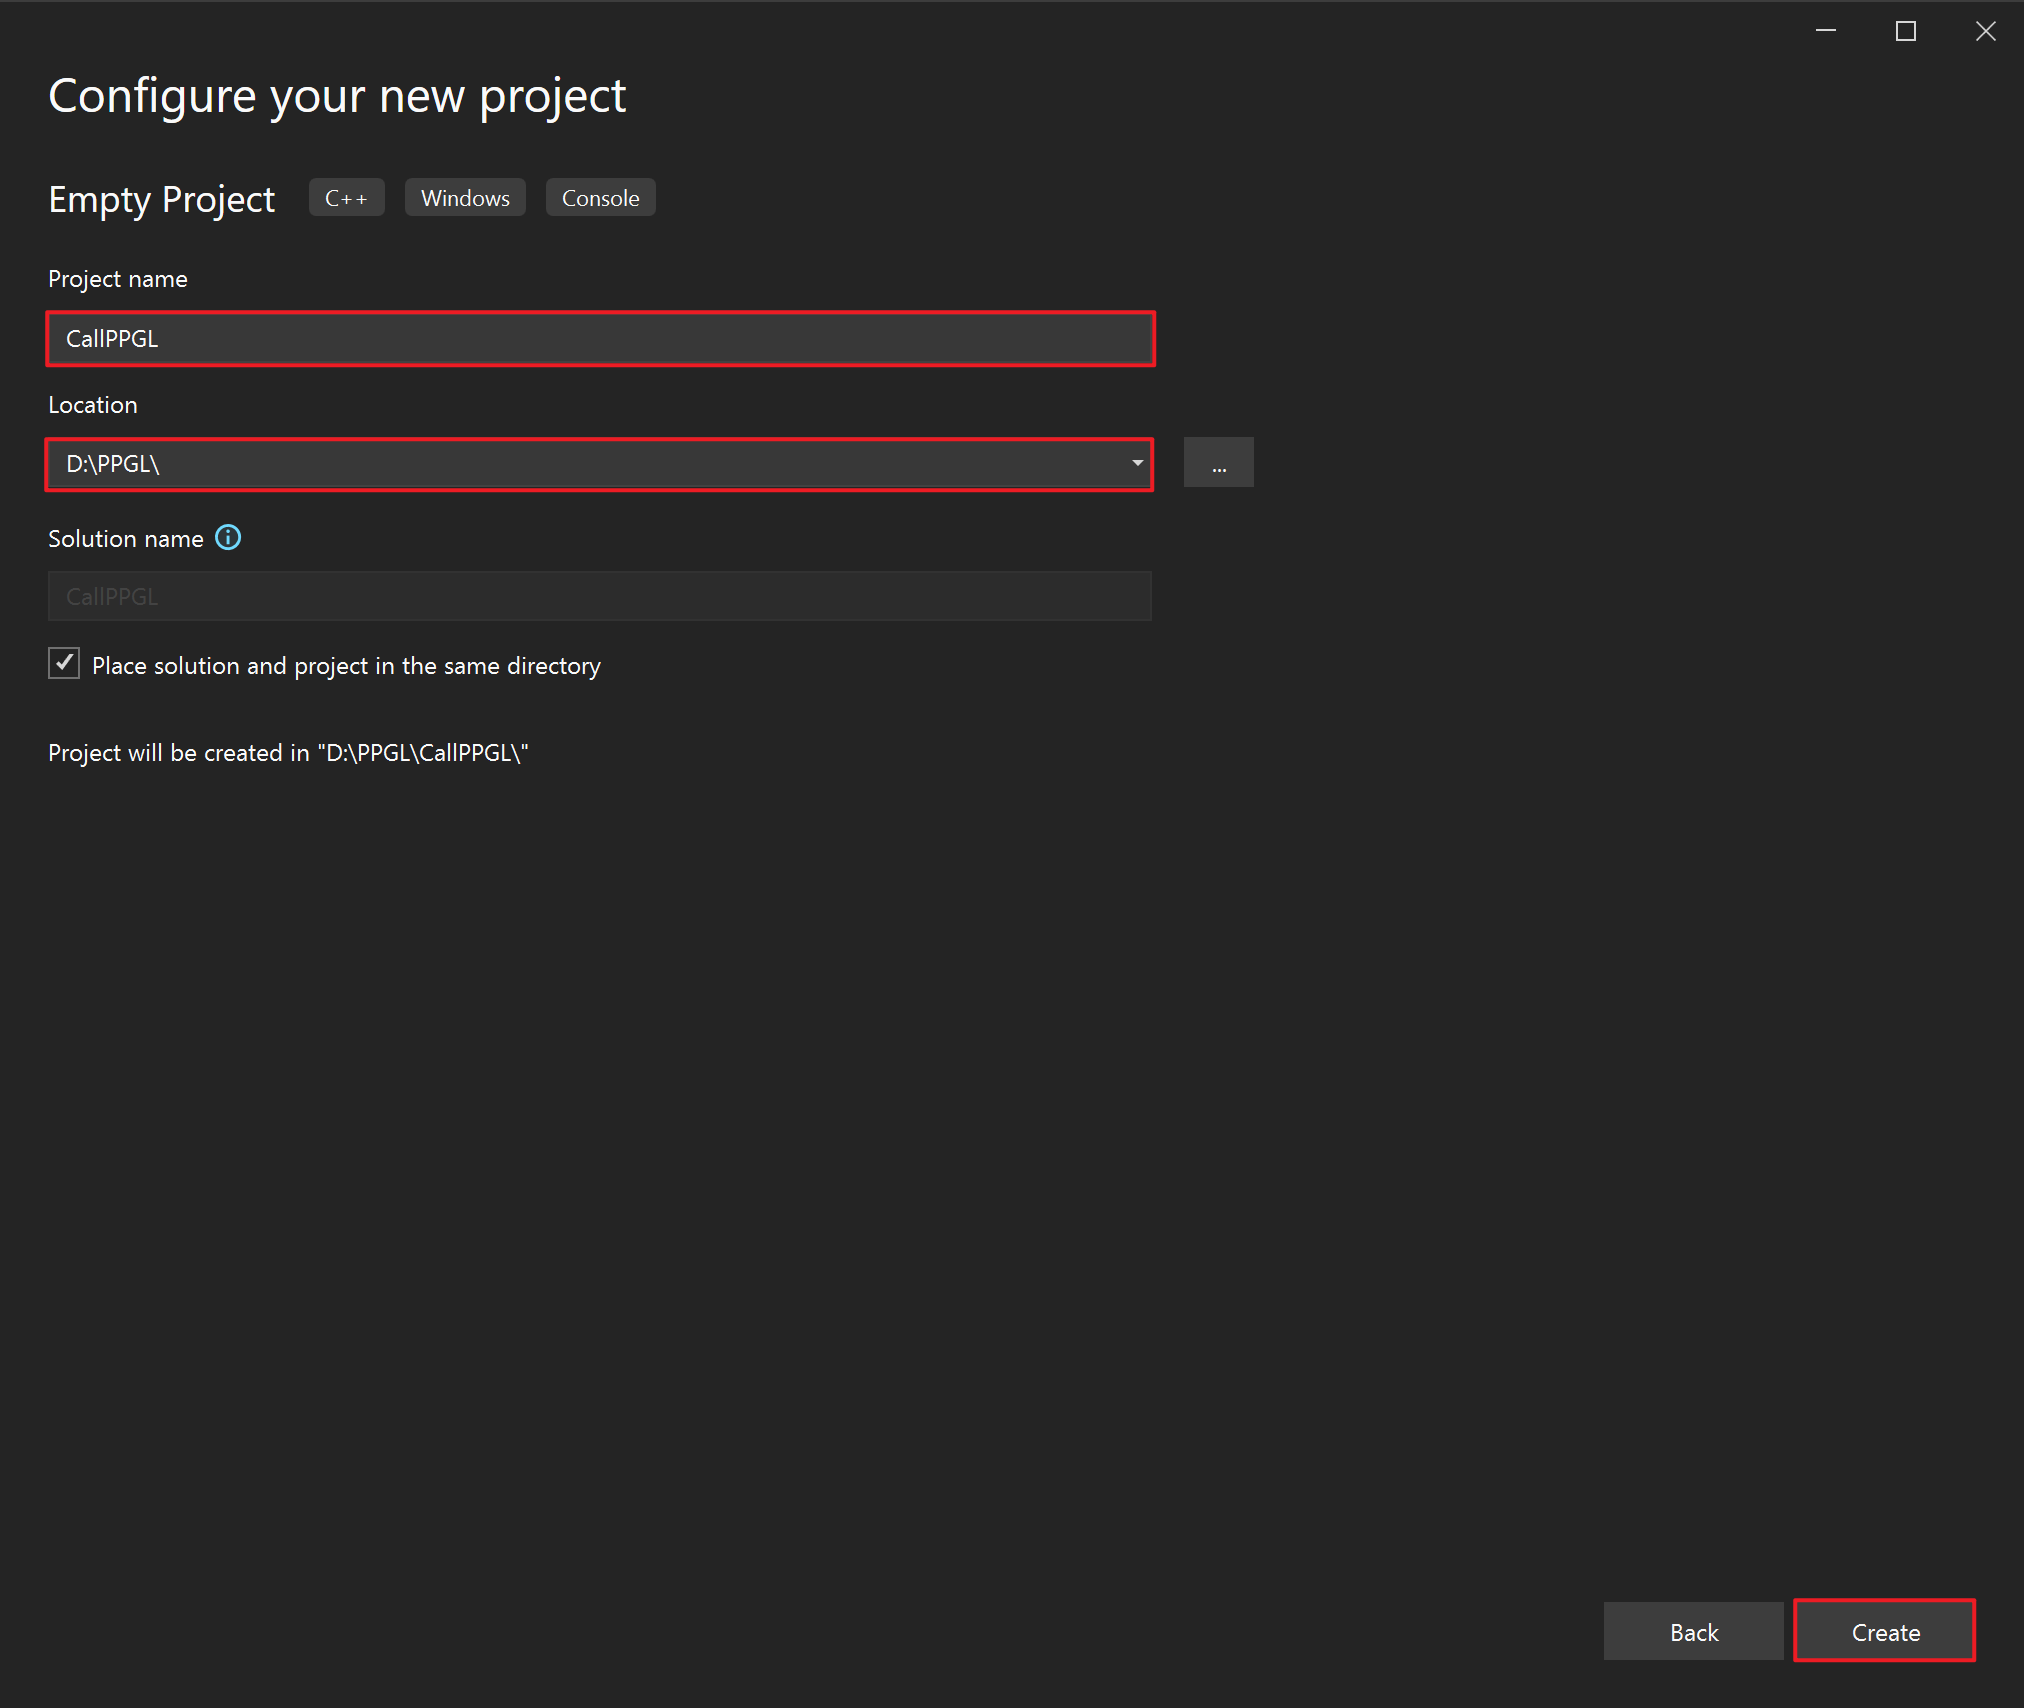 Configure your new project
Empty Project C++ Windows Console
Project name
CallPPGL
Location
D:\PPGL\
...
Solution name
CallPPGL
Place solution and project in the same directory
Project will be created in "D:\PPGL\CallPPGL\"
Back Create